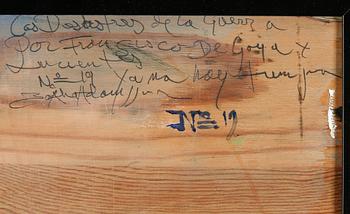 Los Desastres de la Guerra
Por Francisco De Goya y
Lucientes
No 19 Ya no hay tiempo
No 19